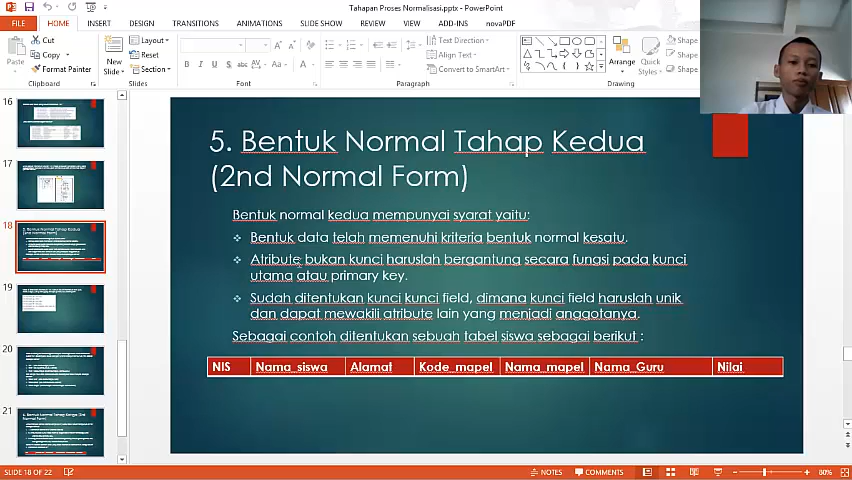 Tahapan Proses Normalisasi.pptx - PowerPoint
FILE HOME INSERT DESIGN TRANSITIONS ANIMATIONS SLIDE SHOW REVIEW VIEW ADD-INS novaPDF
Cut
Copy
Format Painter
Paste
Clipboard
New
Slide
Layout
Reset
Section
Slides
Font
Text Direction
Align Text
Convert to SmartArt
Paragraph
Arrange
Quick
Styles
Shape
Shape
Shape
Drawing
16
17
18
19
20
21
5. Bentuk Normal Tahap Kedua
(2nd Normal Form)
Bentuk normal kedua mempunyai syarat yaitu:
Bentuk data telah memenuhi kriteria bentuk normal kesatu.
Atribute bukan kunci haruslah bergantung secara fungsi pada kunci
utama atau primary key.
Sudah ditentukan kunci kunci field, dimana kunci field haruslah unik
dan dapat mewakili atribute lain yang menjadi anggotanya.
Sebagai contoh ditentukan sebuah tabel siswa sebagai berikut :
NIS Nama_siswa Alamat Kode_mapel Nama_mapel Nama_Guru Nilai
SLIDE 18 OF 22 NOTES COMMENTS 80%